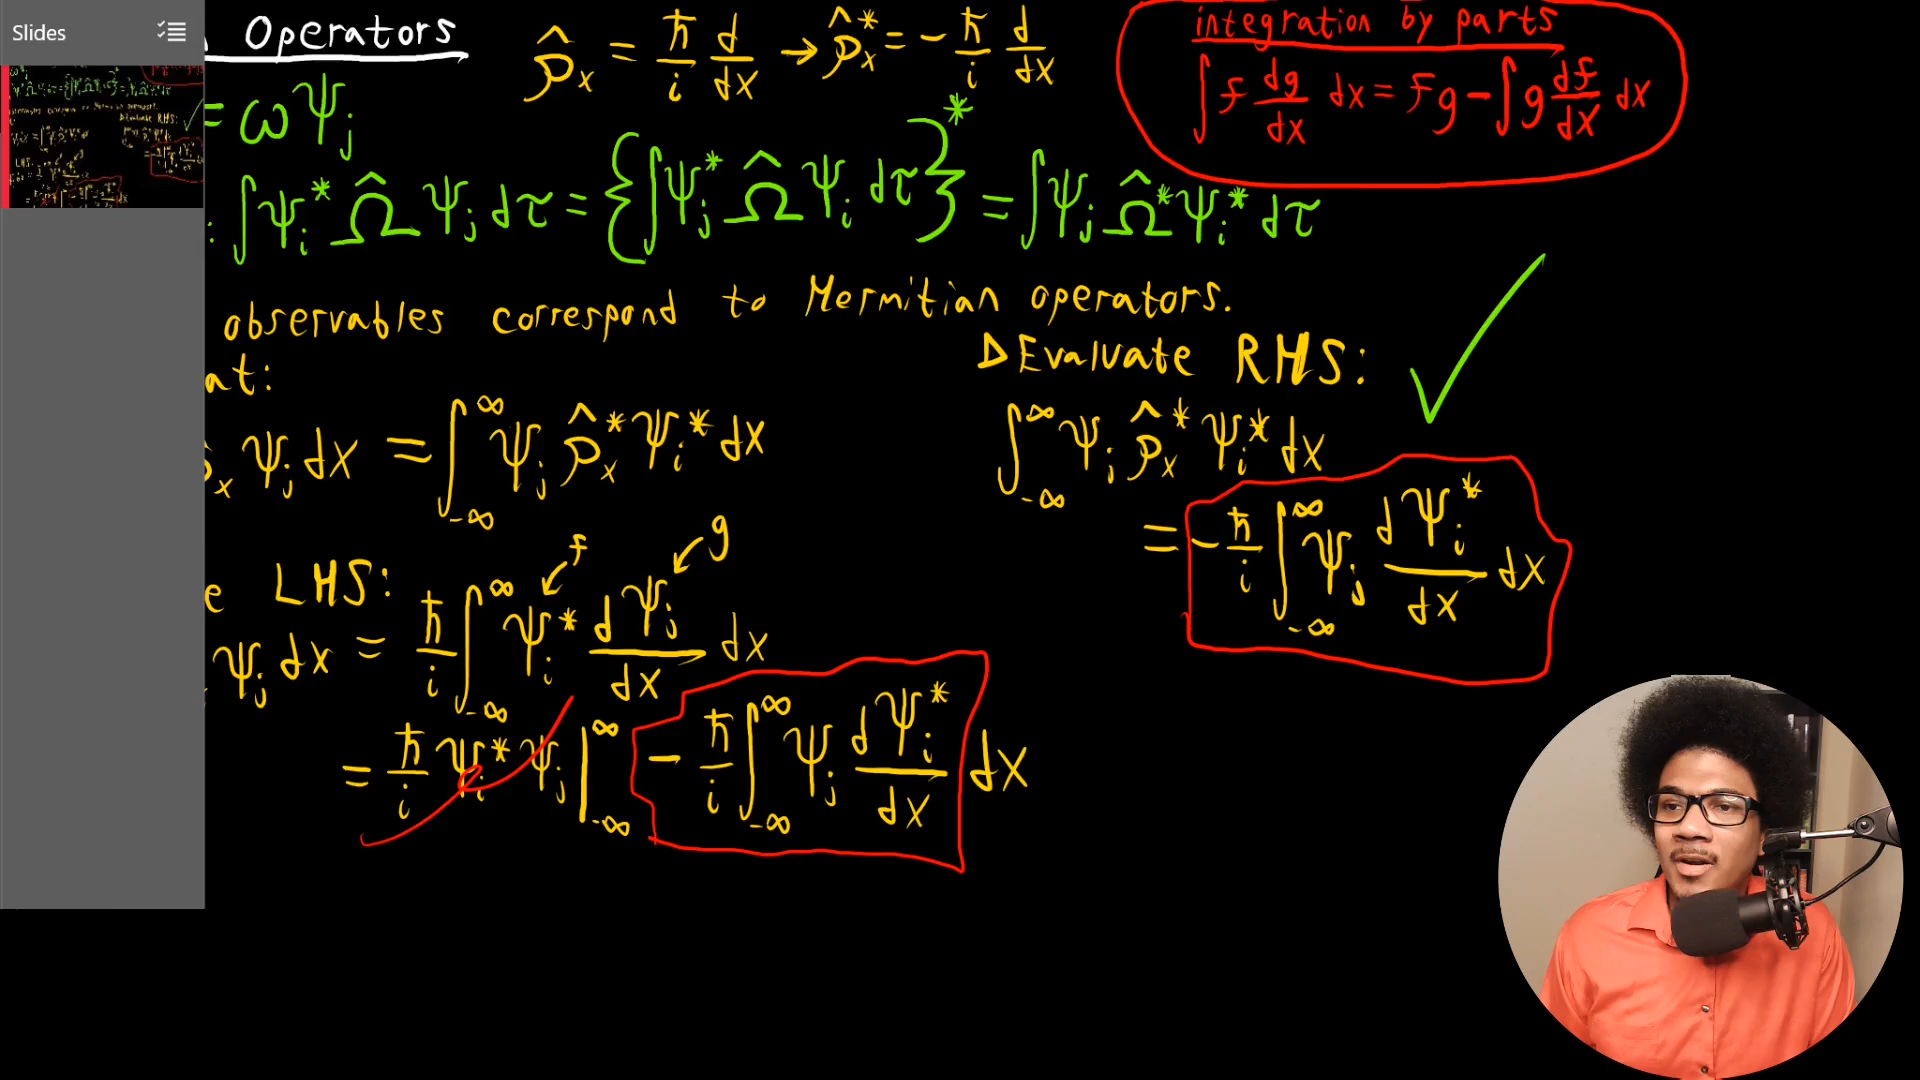 Slides
Operators
p̂ₓ = ħ/i d/dx → p̂ₓ* = - ħ/i d/dx
integration by parts
∫ f dg/dx dx = fg - ∫ g df/dx dx
= ωΨⱼ
: ∫Ψᵢ* Ω̂ Ψⱼ dτ = {∫Ψⱼ* Ω̂ Ψᵢ dτ}* = ∫Ψⱼ Ω̂* Ψᵢ* dτ
observables correspond to Hermitian operators.
at:
ₓ Ψⱼ dx = ∫_{-∞}^{∞} Ψⱼ p̂ₓ* Ψᵢ* dx
e LHS:
Ψⱼ dx = ħ/i ∫_{-∞}^{∞} Ψᵢ* dΨⱼ/dx dx
f
g
= ħ/i Ψᵢ* Ψⱼ |_{-∞}^{∞} - ħ/i ∫_{-∞}^{∞} Ψⱼ dΨᵢ*/dx dx
▷Evaluate RHS:
∫_{-∞}^{∞} Ψⱼ p̂ₓ* Ψᵢ* dx
= - ħ/i ∫_{-∞}^{∞} Ψⱼ dΨᵢ*/dx dx